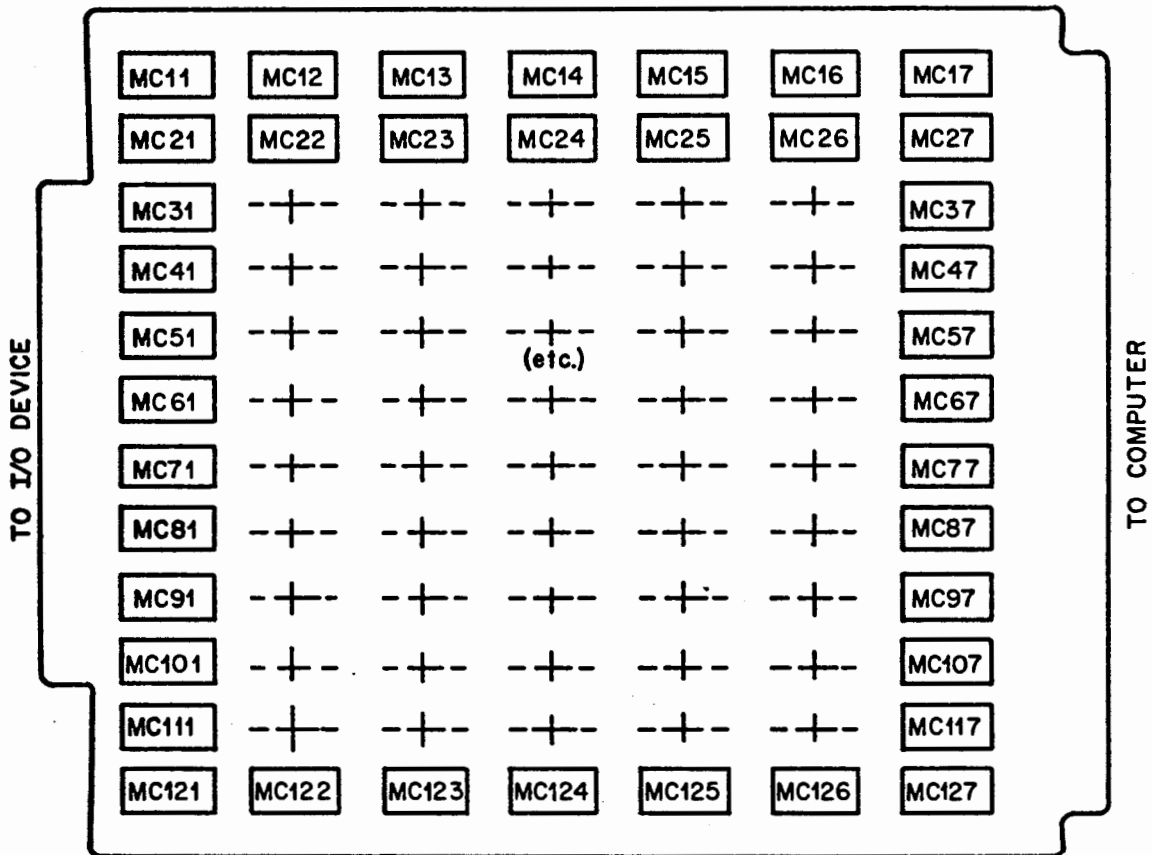 MC11 MC12 MC13 MC14 MC15 MC16 MC17
MC21 MC22 MC23 MC24 MC25 MC26 MC27
MC31 MC37
MC41 MC47
MC51 MC57
(etc.)
MC61 MC67
MC71 MC77
MC81 MC87
MC91 MC97
MC101 MC107
MC111 MC117
MC121 MC122 MC123 MC124 MC125 MC126 MC127
TO I/O DEVICE
TO COMPUTER